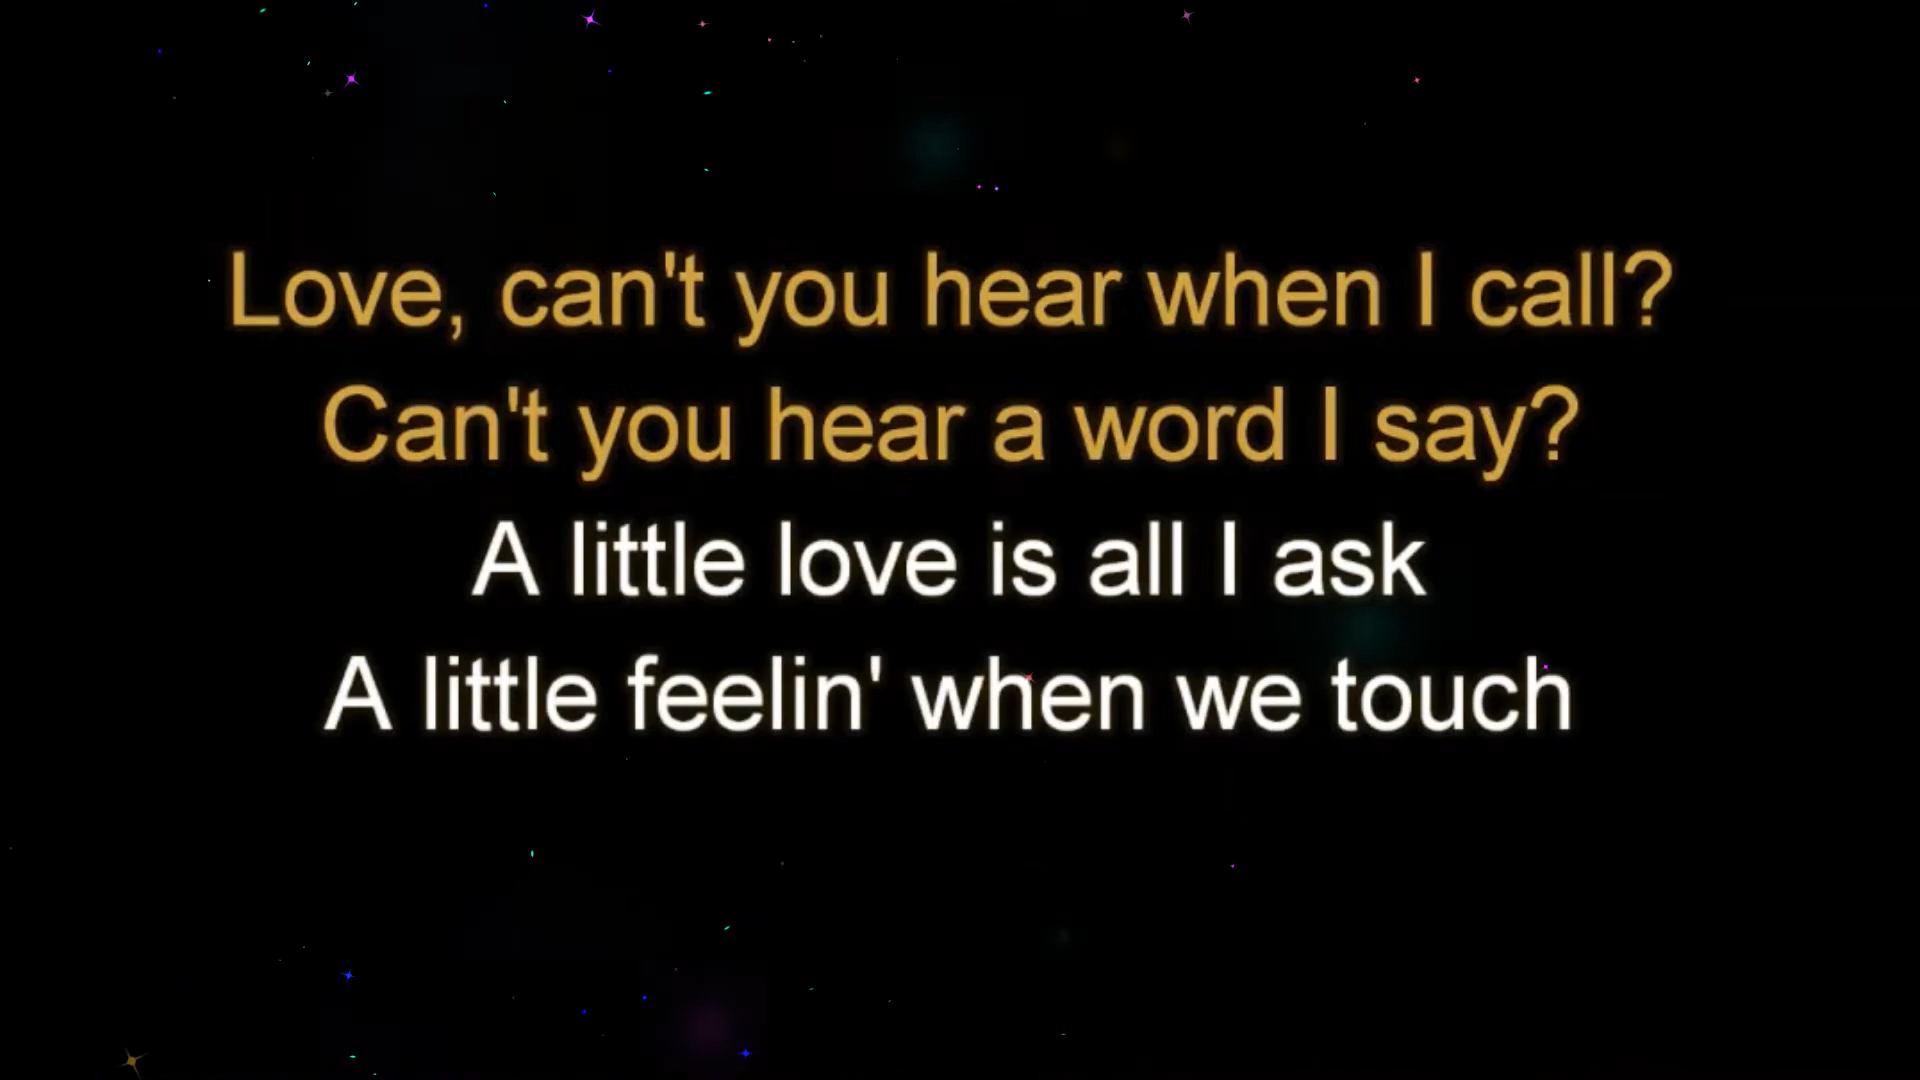 Love, can't you hear when I call?
Can't you hear a word I say?
A little love is all I ask
A little feelin' when we touch